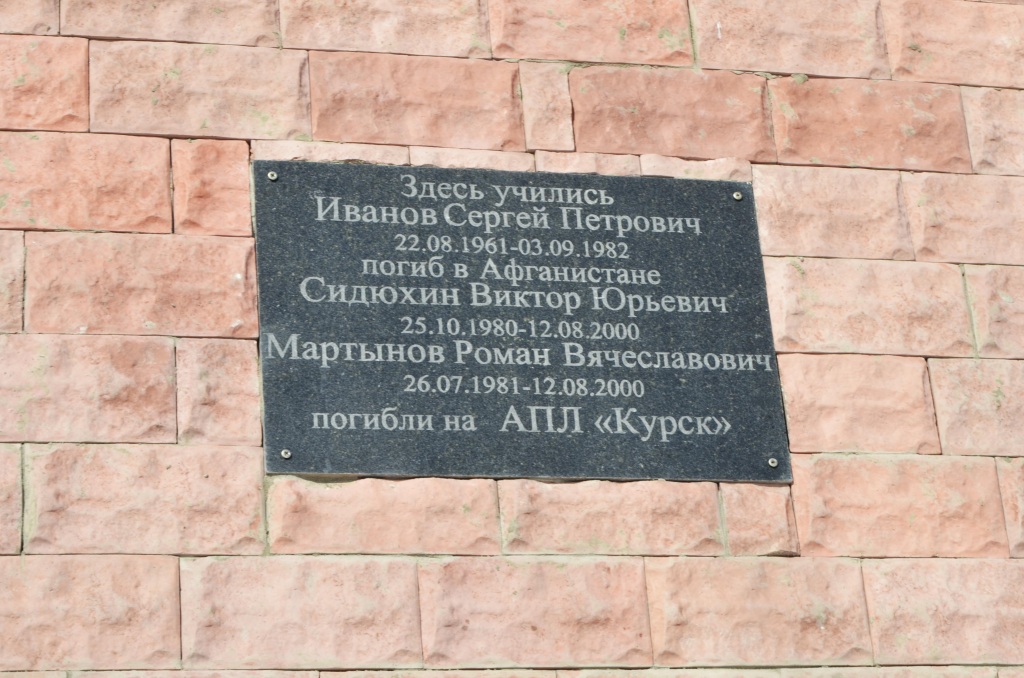 Здесь учились
Иванов Сергей Петрович
22.08.1961-03.09.1982
погиб в Афганистане
Сидюхин Виктор Юрьевич
25.10.1980-12.08.2000
Мартынов Роман Вячеславович
26.07.1981-12.08.2000
погибли на АПЛ «Курск»